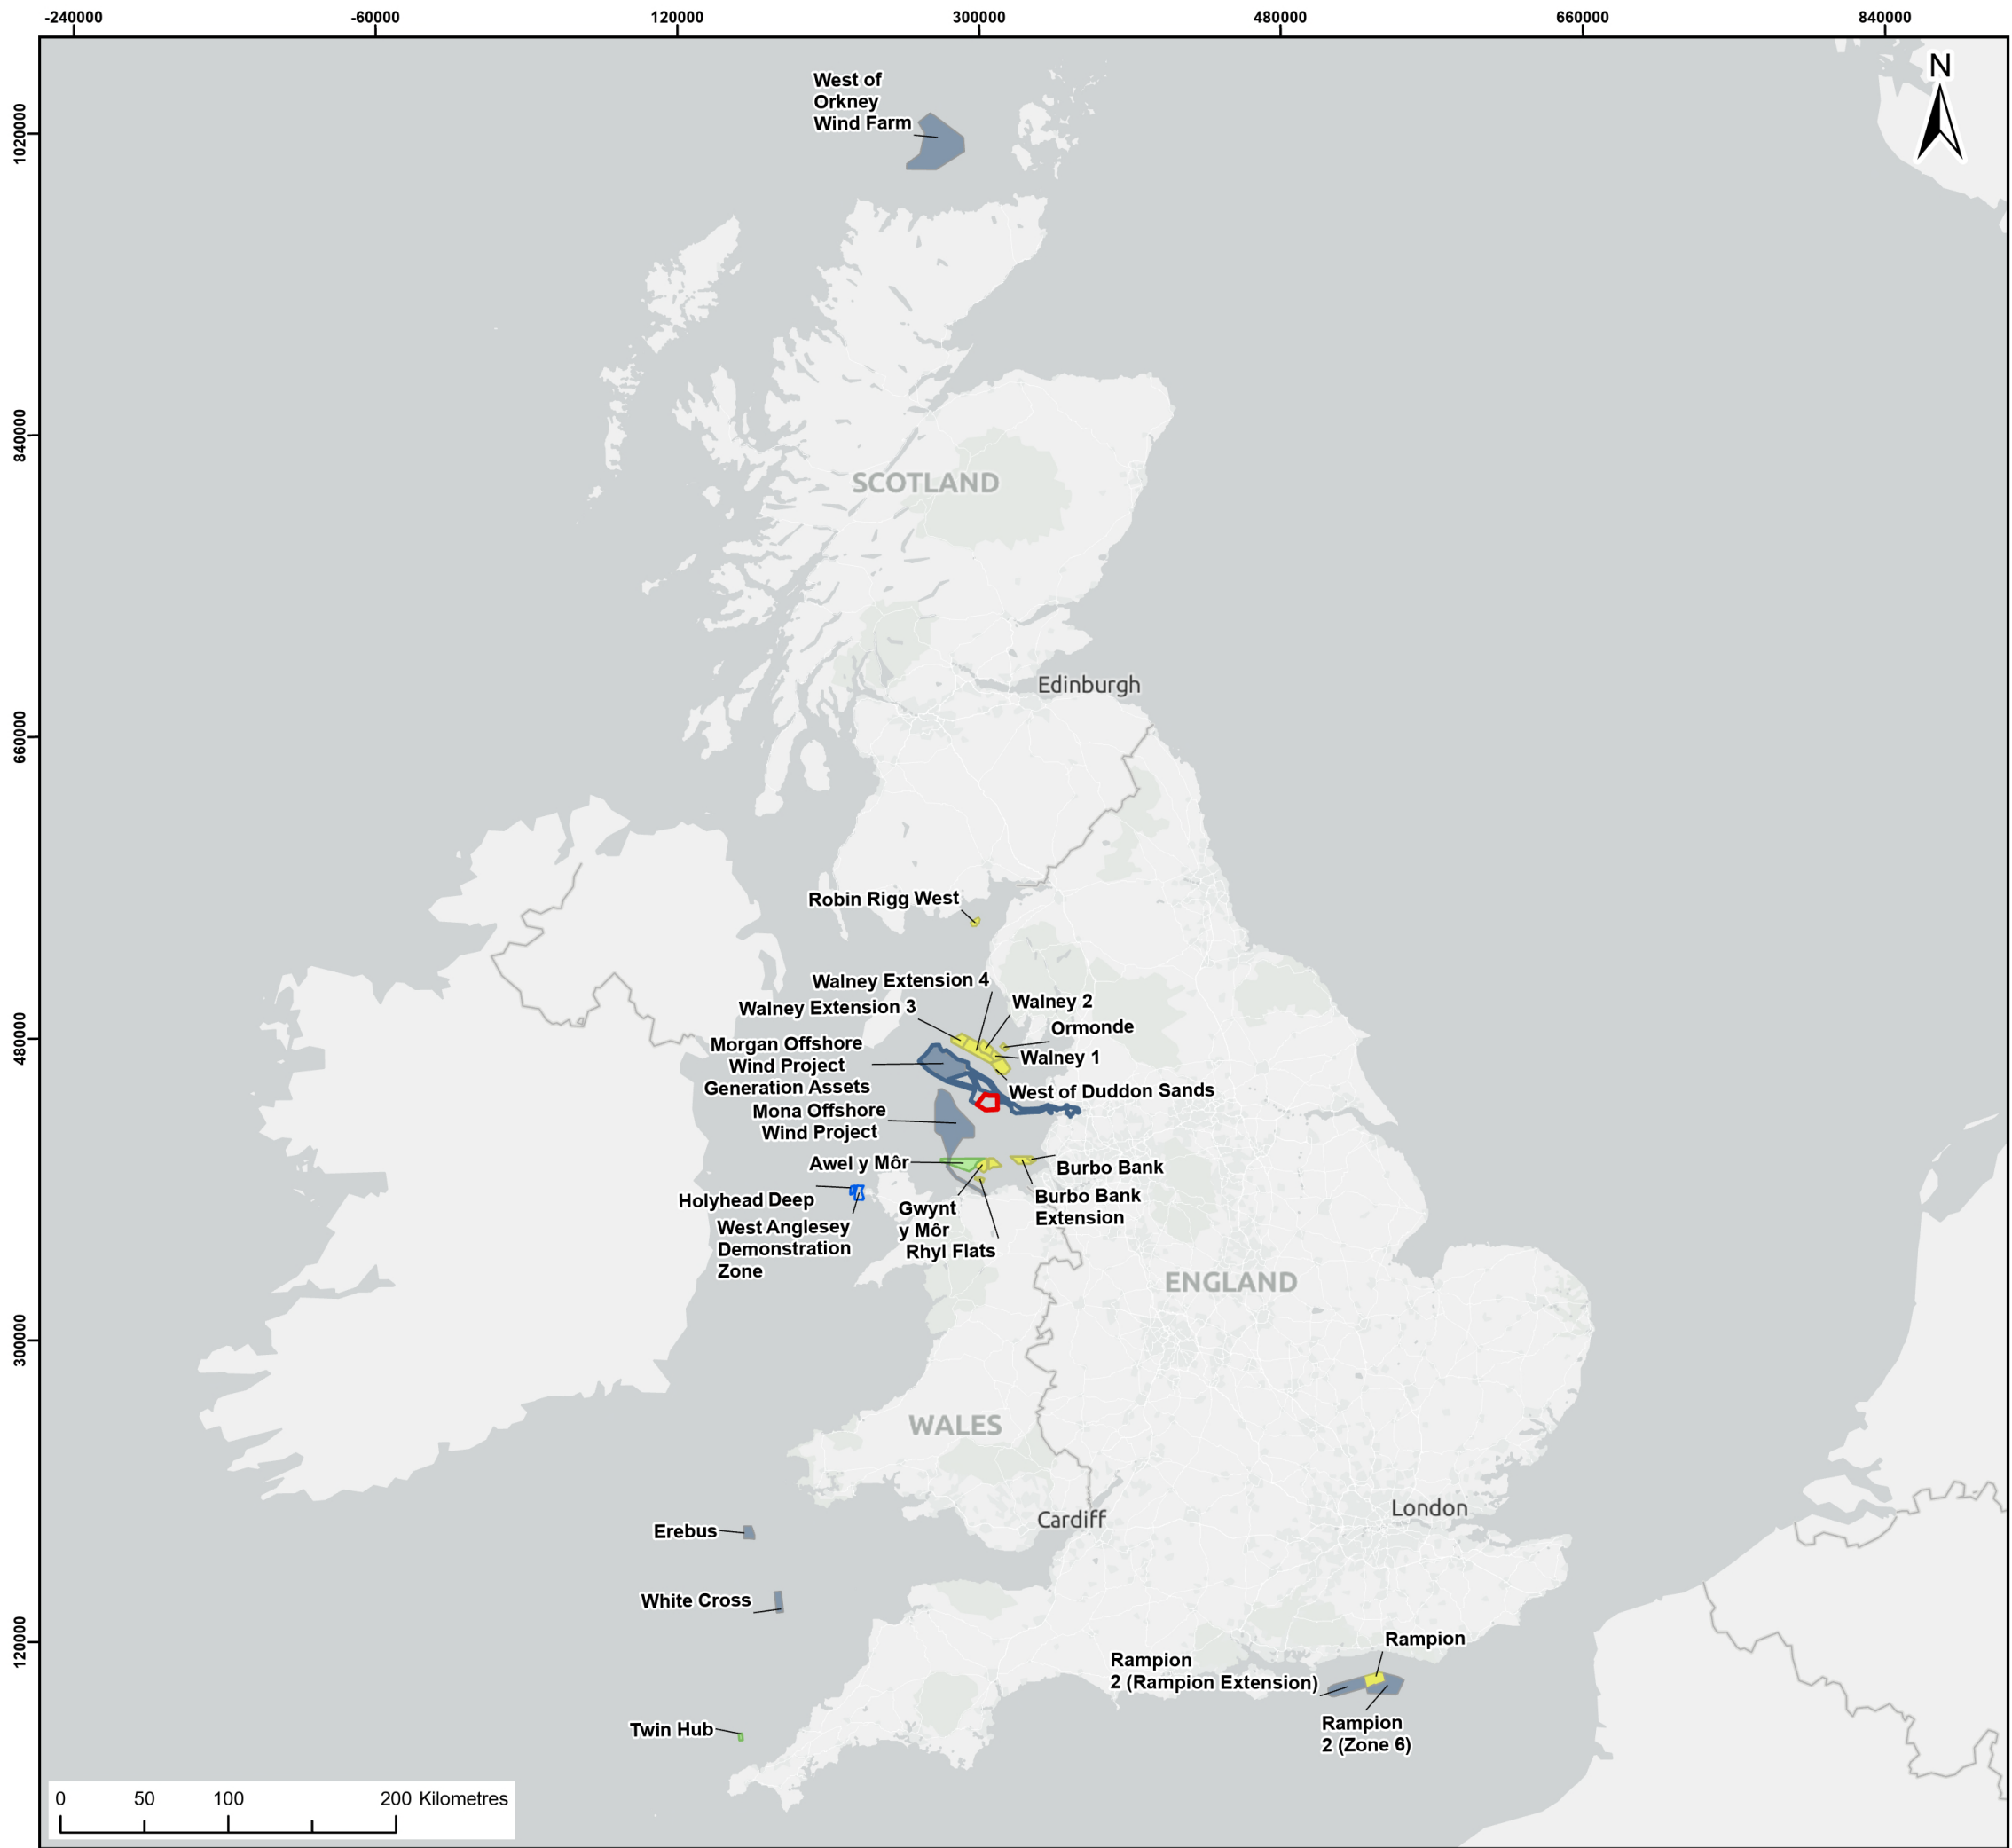 -240000
-60000
120000
300000
480000
660000
840000
N
1020000
840000
660000
480000
300000
120000
West of
Orkney
Wind Farm
SCOTLAND
Edinburgh
Robin Rigg West
Walney Extension 4
Walney 2
Walney Extension 3
Ormonde
Morgan Offshore
Wind Project
Generation Assets
Walney 1
West of Duddon Sands
Mona Offshore
Wind Project
Awel y Môr
Burbo Bank
Holyhead Deep
Burbo Bank
Extension
Gwynt
y Môr
West Anglesey
Demonstration
Zone
Rhyl Flats
ENGLAND
WALES
London
Cardiff
Erebus
White Cross
Rampion
Rampion
2 (Rampion Extension)
Rampion
2 (Zone 6)
Twin Hub
0
50
100
200 Kilometres